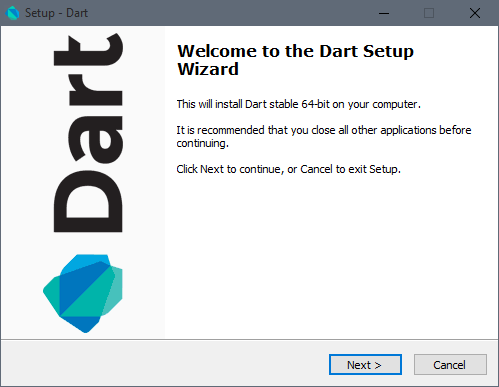 Setup - Dart
Dart
Welcome to the Dart Setup
Wizard
This will install Dart stable 64-bit on your computer.
It is recommended that you close all other applications before
continuing.
Click Next to continue, or Cancel to exit Setup.
Next >
Cancel